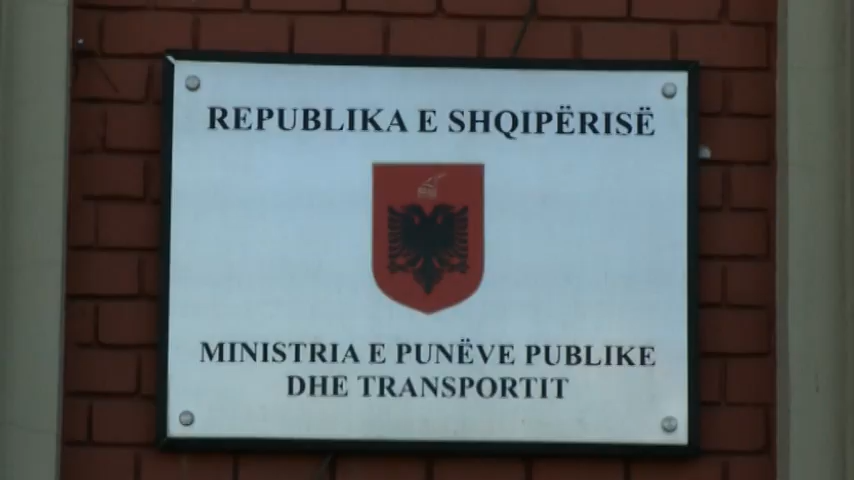 REPUBLIKA E SHQIPËRISË
MINISTRIA E PUNËVE PUBLIKE
DHE TRANSPORTIT